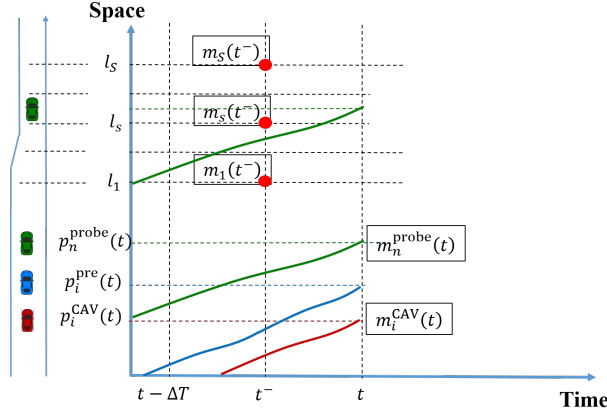 Space
l_S
m_S(t⁻)
l_s
m_s(t⁻)
l_1
m_1(t⁻)
p_n^probe(t)
m_n^probe(t)
p_i^pre(t)
p_i^CAV(t)
m_i^CAV(t)
t − ΔT
t⁻
t
Time